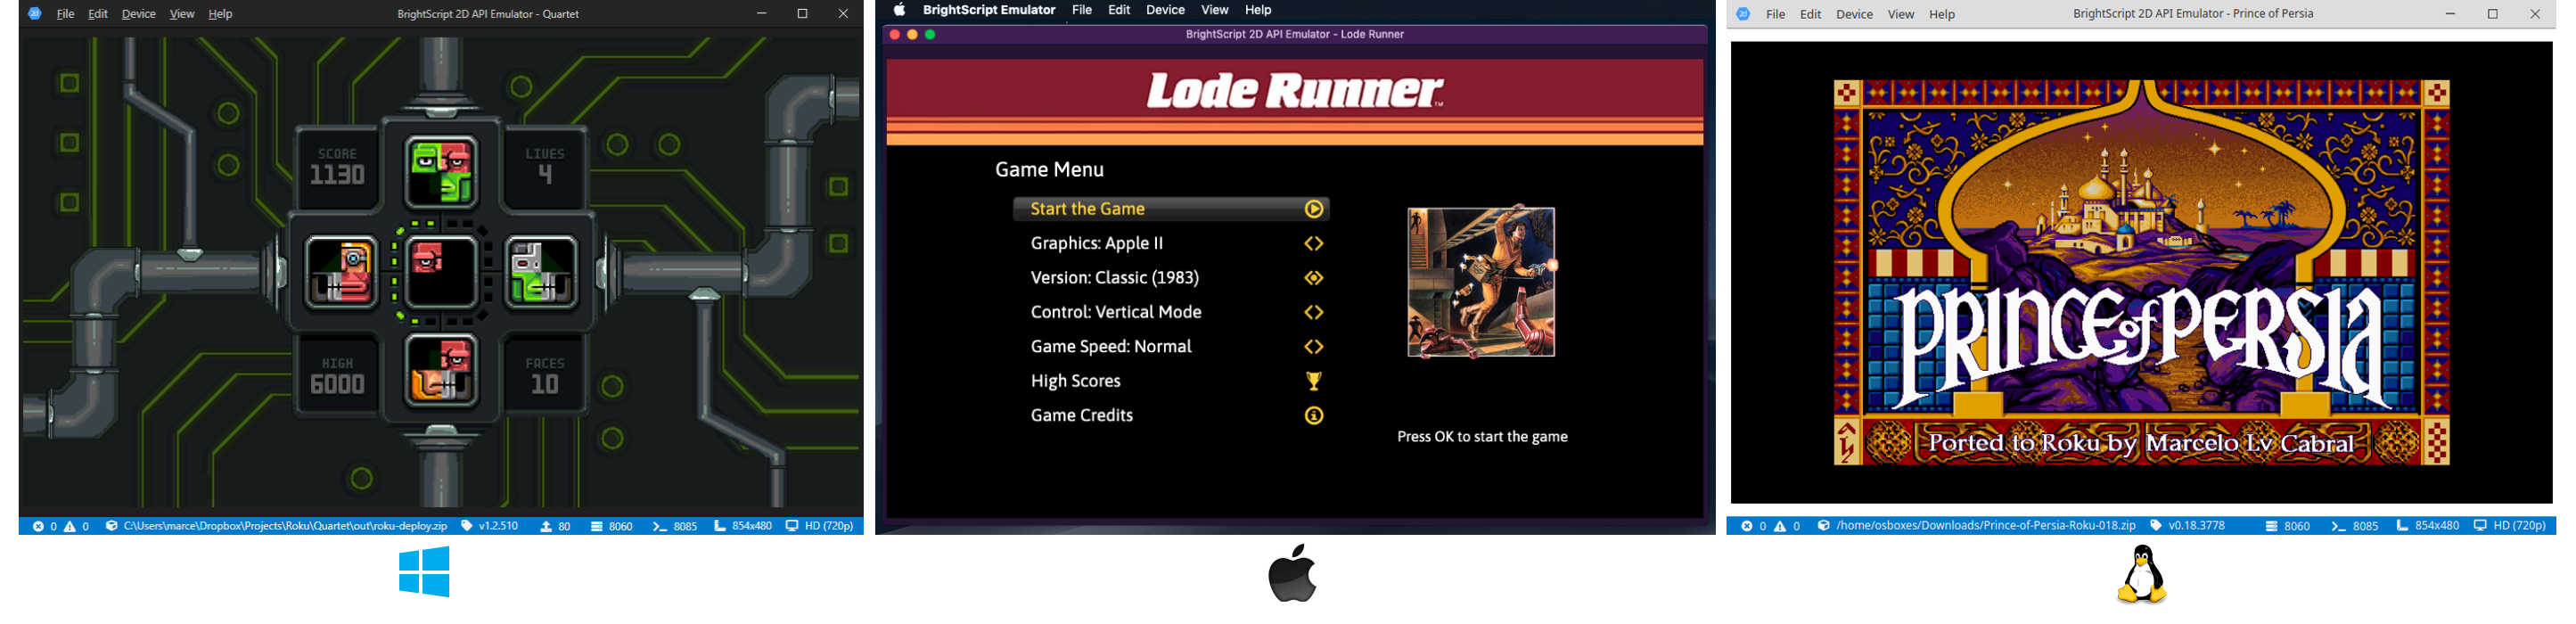 File Edit Device View Help
BrightScript 2D API Emulator - Quartet
SCORE
1130
LIVES
4
HIGH
6000
FACES
10
0 0 C:\Users\marce\Dropbox\Projects\Roku\Quartet\out\roku-deploy.zip v1.2.510 80 8060 8085 854x480 HD (720p)
BrightScript Emulator File Edit Device View Help
BrightScript 2D API Emulator - Lode Runner
Lode Runner™
Game Menu
Start the Game
Graphics: Apple II
Version: Classic (1983)
Control: Vertical Mode
Game Speed: Normal
High Scores
Game Credits
Press OK to start the game
File Edit Device View Help
BrightScript 2D API Emulator - Prince of Persia
PRINCE of PERSIA
Ported to Roku by Marcelo Lv Cabral
0 0 /home/osboxes/Downloads/Prince-of-Persia-Roku-018.zip v0.18.3778 8060 8085 854x480 HD (720p)